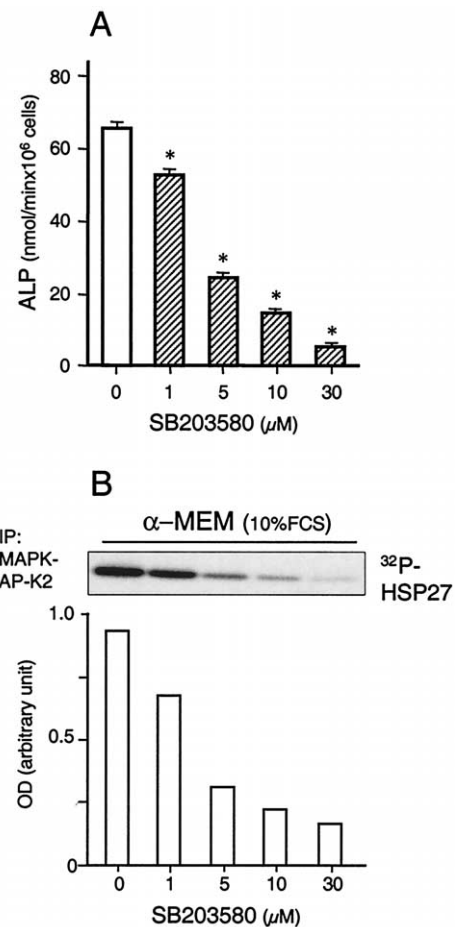 A
80
60
40
20
0
ALP (nmol/minx10⁶ cells)
*
*
*
*
0 1 5 10 30
SB203580 (μM)
B
α–MEM (10%FCS)
IP:
MAPK-
AP-K2
³²P-
HSP27
1.0
0.5
0
OD (arbitrary unit)
0 1 5 10 30
SB203580 (μM)